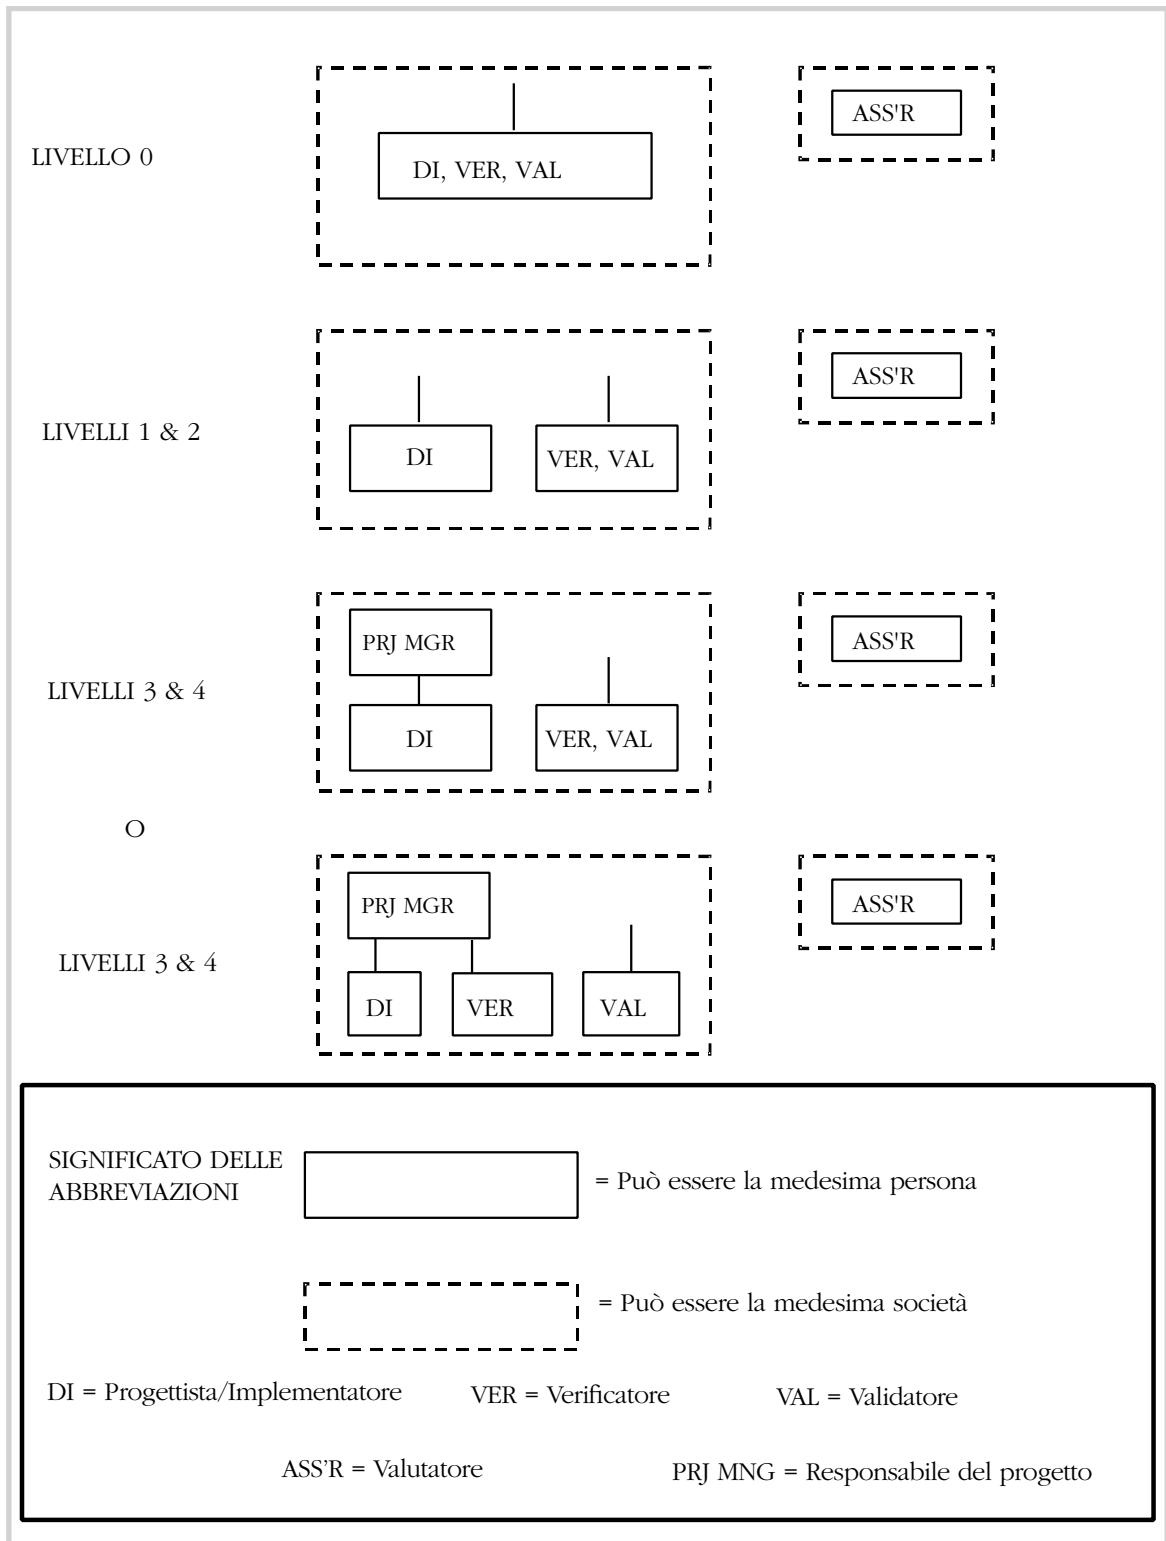 ASS'R
LIVELLO 0
DI, VER, VAL
ASS'R
LIVELLI 1 & 2
DI
VER, VAL
PRJ MGR
ASS'R
LIVELLI 3 & 4
DI
VER, VAL
O
PRJ MGR
ASS'R
LIVELLI 3 & 4
DI
VER
VAL
SIGNIFICATO DELLE
ABBREVIAZIONI
= Può essere la medesima persona
= Può essere la medesima società
DI = Progettista/Implementatore
VER = Verificatore
VAL = Validatore
ASS’R = Valutatore
PRJ MNG = Responsabile del progetto